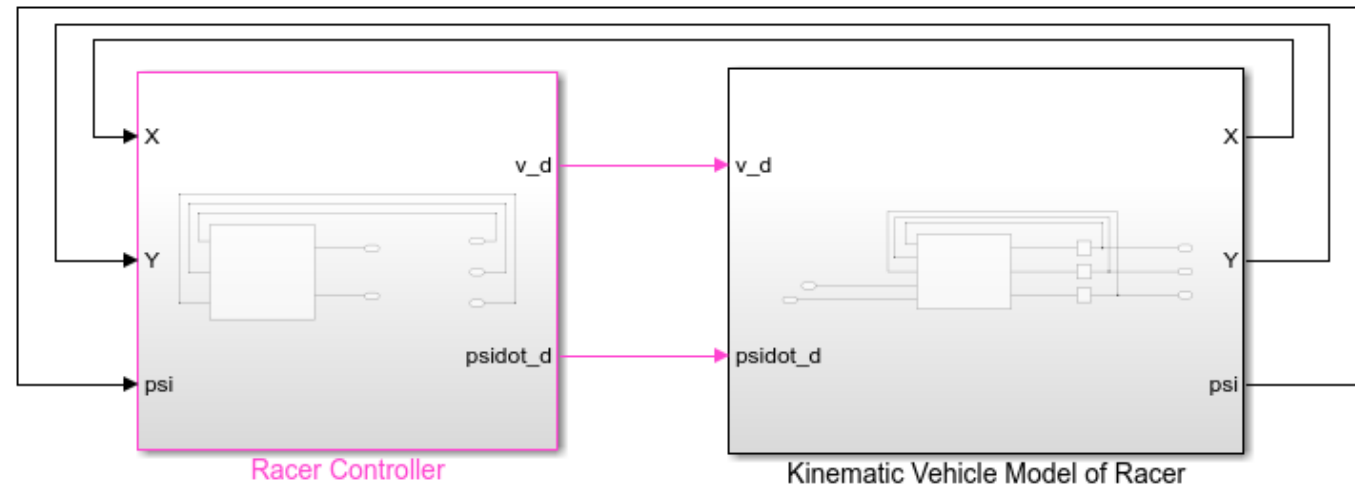 X
Y
psi
v_d
psidot_d
Racer Controller
v_d
psidot_d
X
Y
psi
Kinematic Vehicle Model of Racer